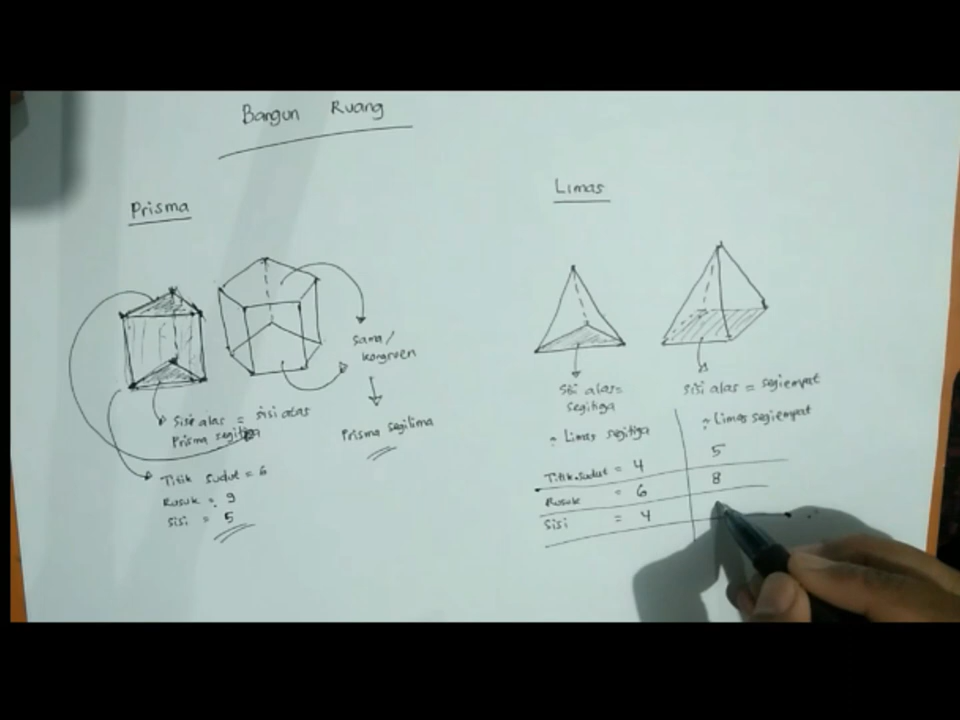 Bangun Ruang
Prisma
Sama/
kongruen
Prisma segilima
Sisi alas = sisi atas
Prisma segitiga
Titik sudut = 6
Rusuk = 9
Sisi = 5
Limas
Sisi alas =
segitiga
∴ Limas segitiga
Sisi alas = segiempat
∴ Limas segiempat
Titik sudut = 4 5
Rusuk = 6 8
Sisi = 4